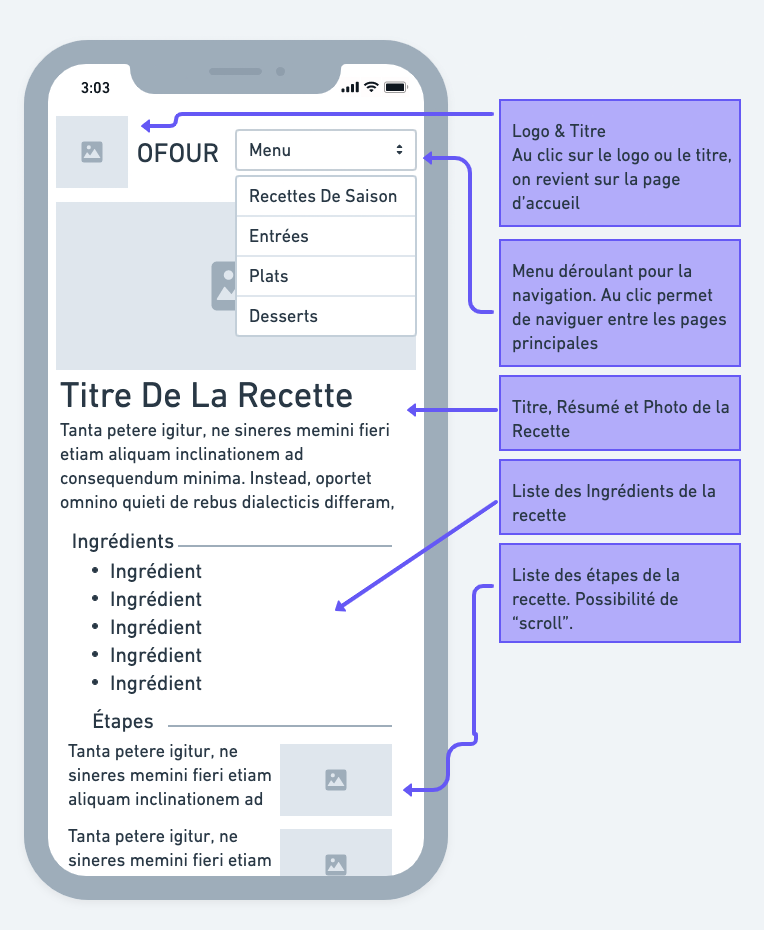 3:03
OFOUR
Menu
Recettes De Saison
Entrées
Plats
Desserts
Titre De La Recette
Tanta petere igitur, ne sineres memini fieri
etiam aliquam inclinationem ad
consequendum minima. Instead, oportet
omnino quieti de rebus dialecticis differam,
Ingrédients
• Ingrédient
• Ingrédient
• Ingrédient
• Ingrédient
• Ingrédient
Étapes
Tanta petere igitur, ne
sineres memini fieri etiam
aliquam inclinationem ad
Tanta petere igitur, ne
sineres memini fieri etiam
Logo & Titre
Au clic sur le logo ou le titre,
on revient sur la page
d’accueil
Menu déroulant pour la
navigation. Au clic permet
de naviguer entre les pages
principales
Titre, Résumé et Photo de la
Recette
Liste des Ingrédients de la
recette
Liste des étapes de la
recette. Possibilité de
“scroll”.